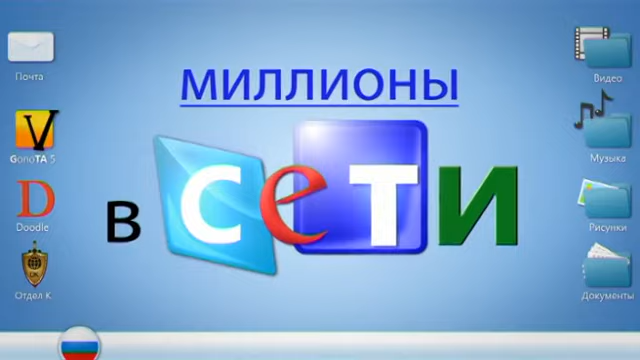 Почта
GonoTA 5
Doodle
Отдел К
МИЛЛИОНЫ
в сети
Видео
Музыка
Рисунки
Документы